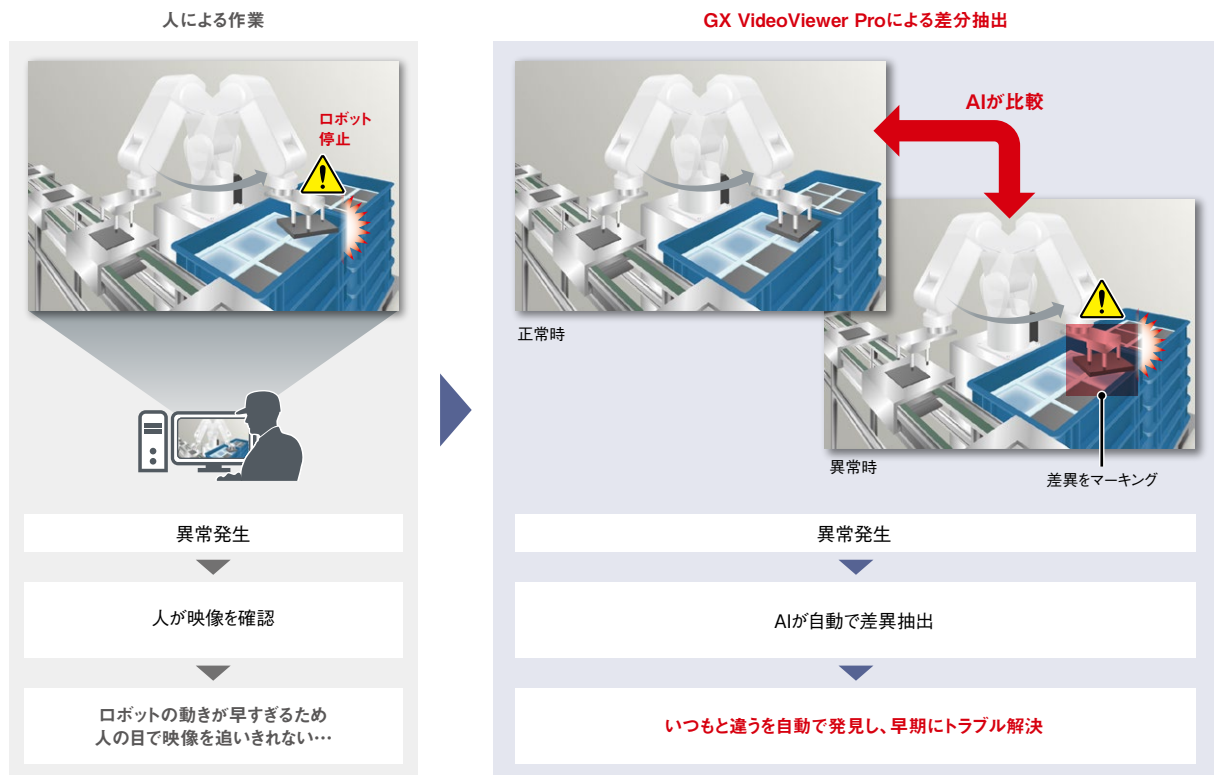 人による作業
ロボット
停止
異常発生
人が映像を確認
ロボットの動きが早すぎるため
人の目で映像を追いきれない…
GX VideoViewer Proによる差分抽出
AIが比較
正常時
異常時
差異をマーキング
異常発生
AIが自動で差異抽出
いつもと違うを自動で発見し、早期にトラブル解決